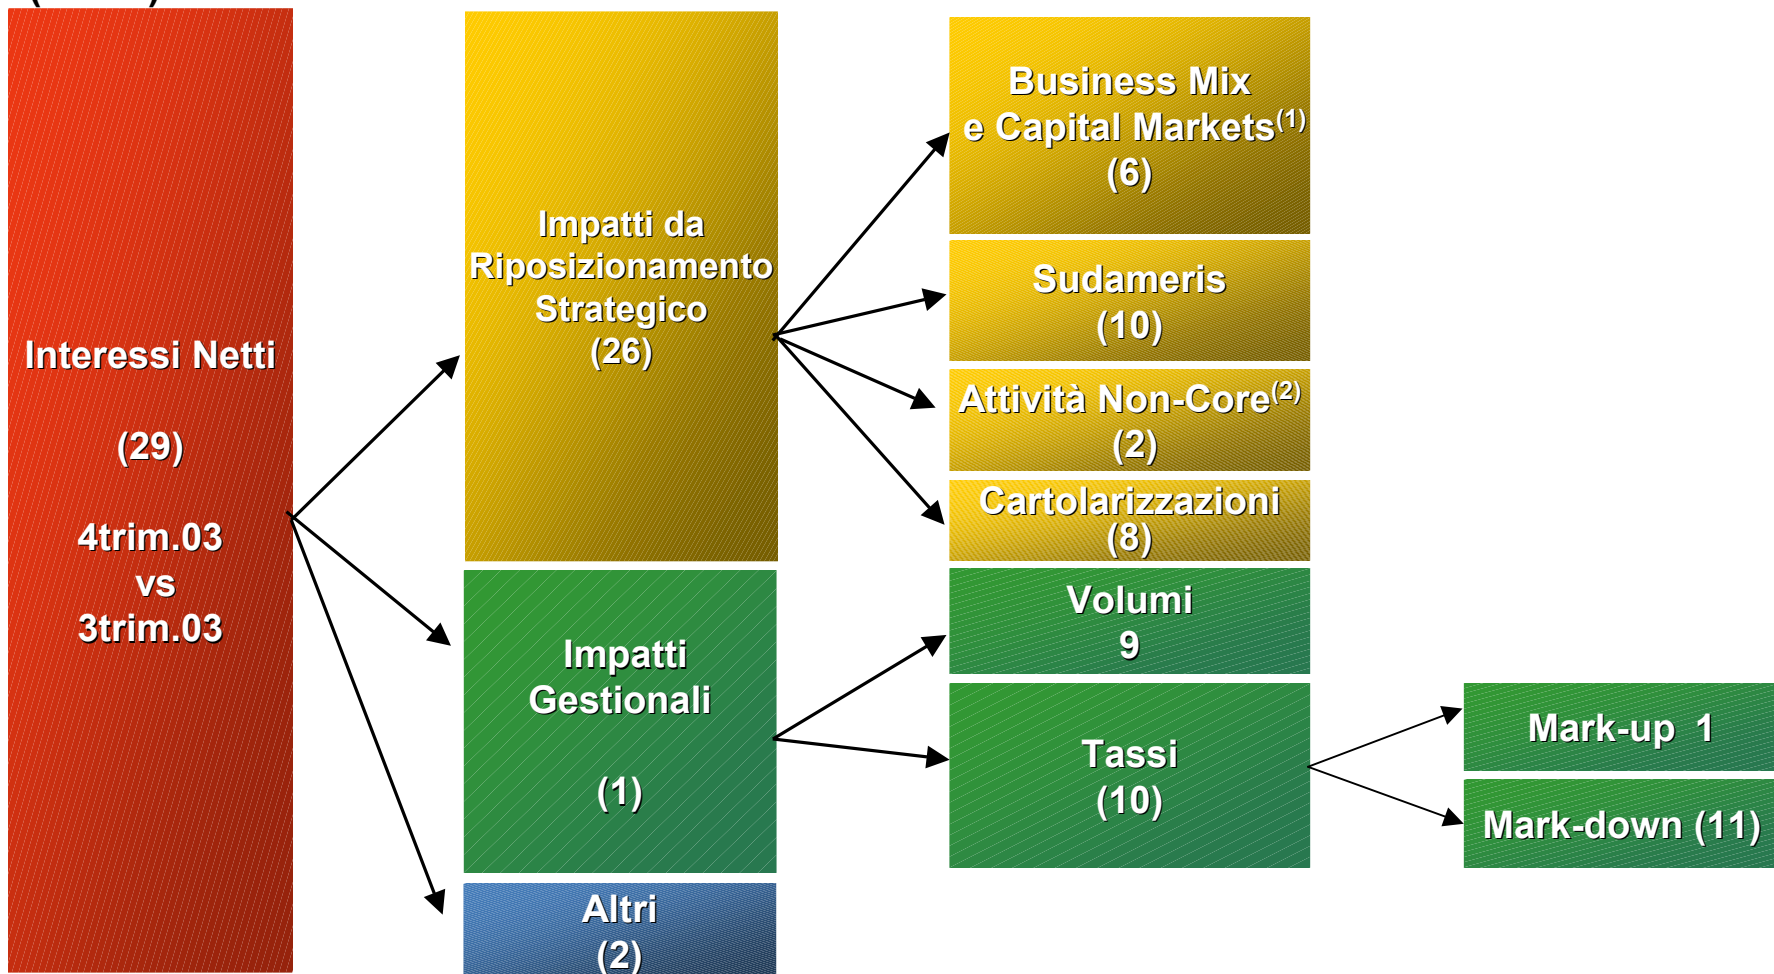 Interessi Netti
(29)
4trim.03
vs
3trim.03
Impatti da
Riposizionamento
Strategico
(26)
Impatti
Gestionali
(1)
Altri
(2)
Business Mix
e Capital Markets(1)
(6)
Sudameris
(10)
Attività Non-Core(2)
(2)
Cartolarizzazioni
(8)
Volumi
9
Tassi
(10)
Mark-up 1
Mark-down (11)